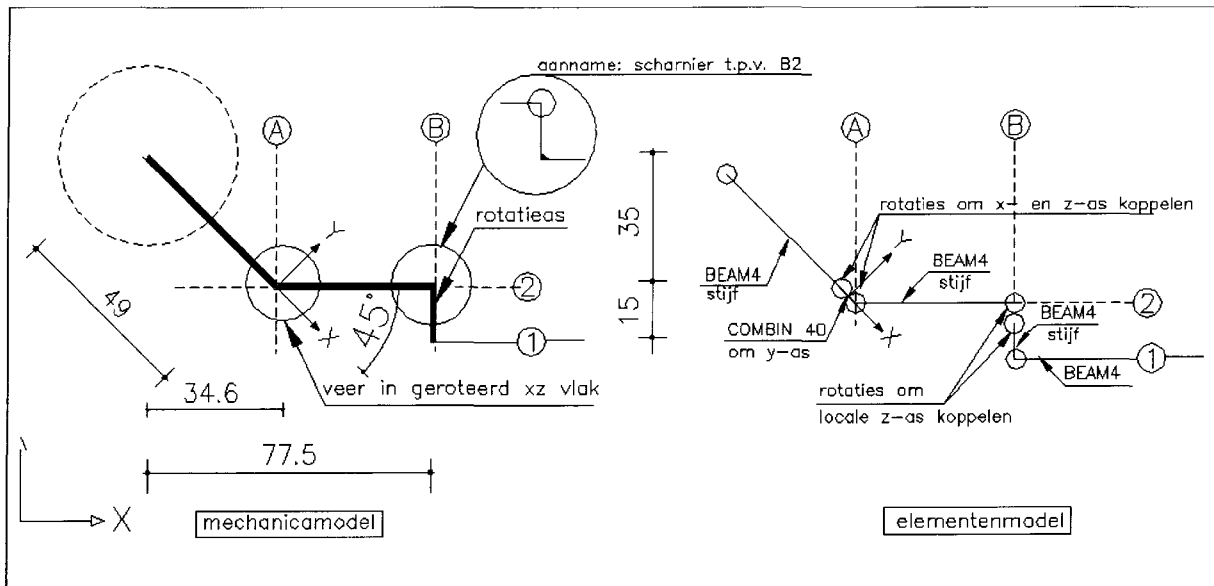 aanname: scharnier t.p.v. B2
A
B
rotatieas
Y
X
45°
2
1
49
veer in geroteerd xz vlak
34.6
77.5
X
mechanicamodel
35
15
A
B
rotaties om x- en z-as koppelen
Y
BEAM4
stijf
BEAM4
stijf
2
X
COMBIN 40
om y-as
BEAM4
stijf
1
BEAM4
rotaties om
locale z-as koppelen
elementenmodel